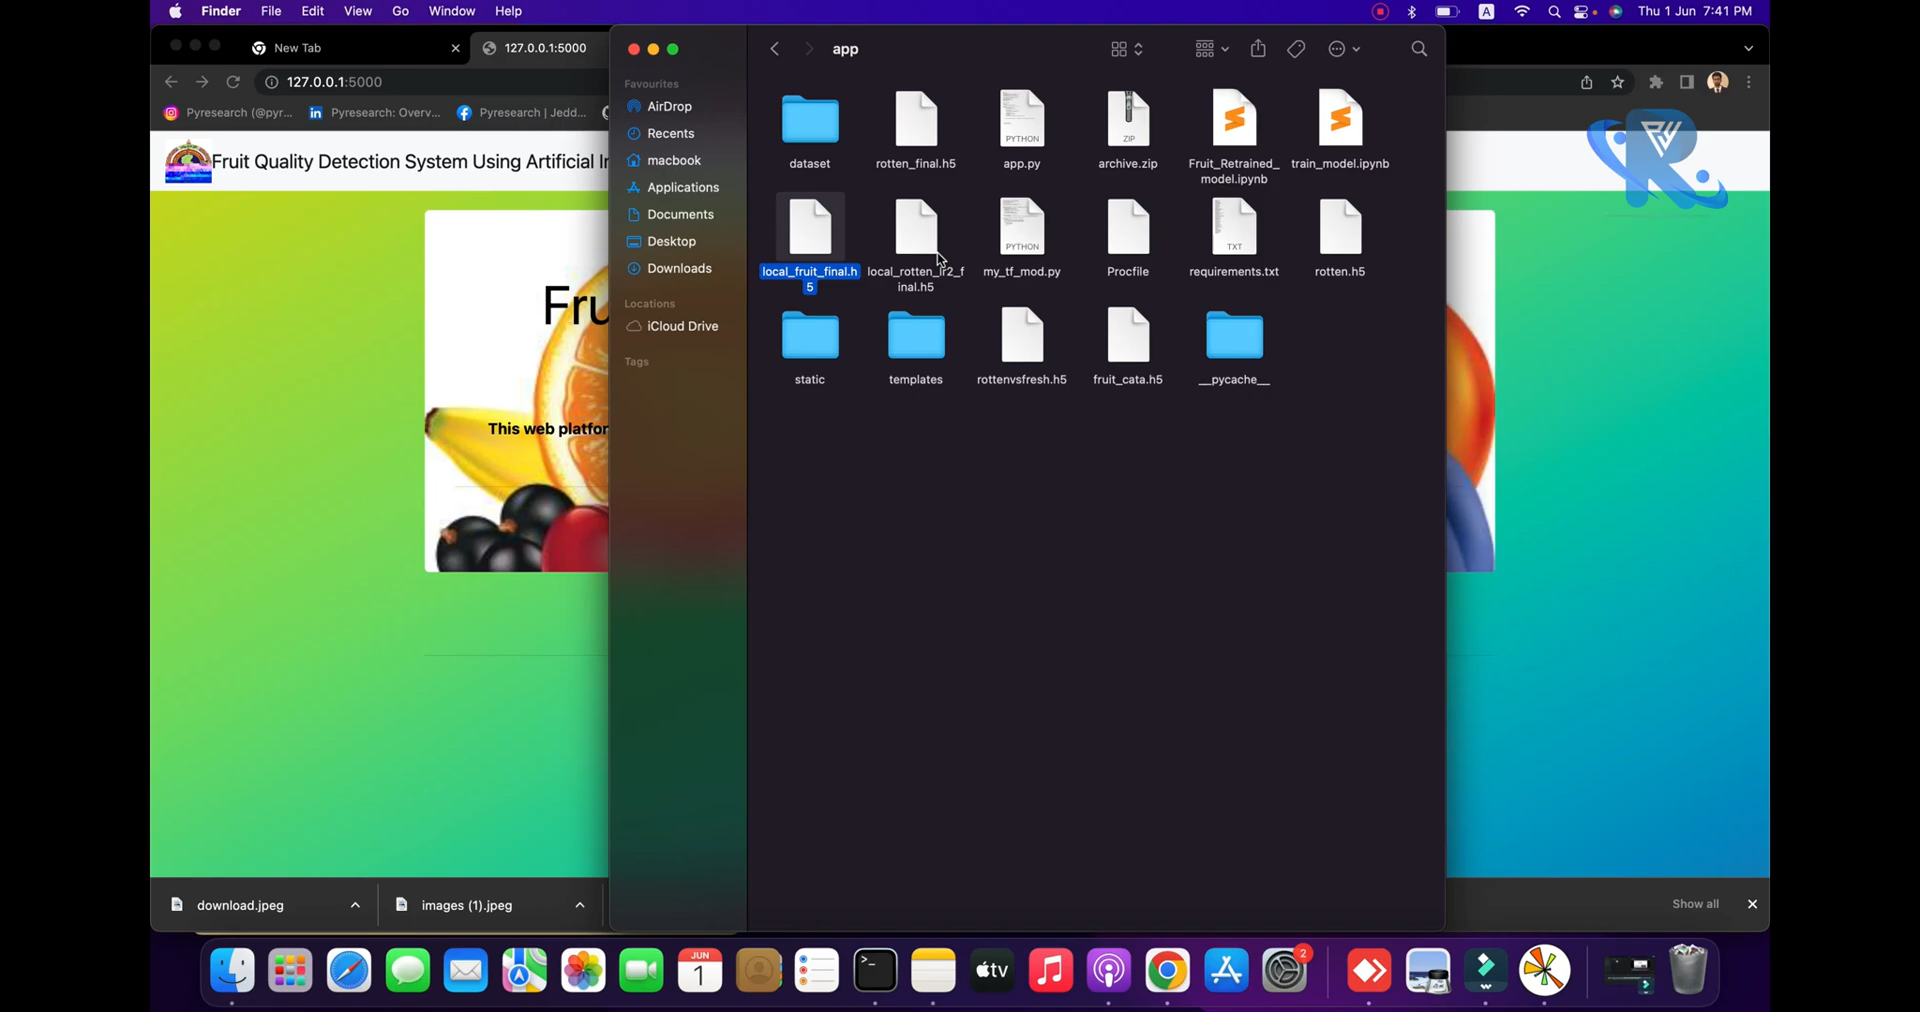 Finder File Edit View Go Window Help
A
Thu 1 Jun 7:41 PM
New Tab
127.0.0.1:5000
127.0.0.1:5000
Pyresearch (@pyr...
Pyresearch: Overv...
Pyresearch | Jedd...
Fruit Quality Detection System Using Artificial In
Fru
This web platfor
Favourites
AirDrop
Recents
macbook
Applications
Documents
Desktop
Downloads
Locations
iCloud Drive
Tags
app
PYTHON
ZIP
dataset
rotten_final.h5
app.py
archive.zip
Fruit_Retrained_
model.ipynb
train_model.ipynb
PYTHON
TXT
local_fruit_final.h
5
local_rotten_lr2_f
inal.h5
my_tf_mod.py
Procfile
requirements.txt
rotten.h5
static
templates
rottenvsfresh.h5
fruit_cata.h5
__pycache__
download.jpeg
images (1).jpeg
Show all
JUN
1
tv
2